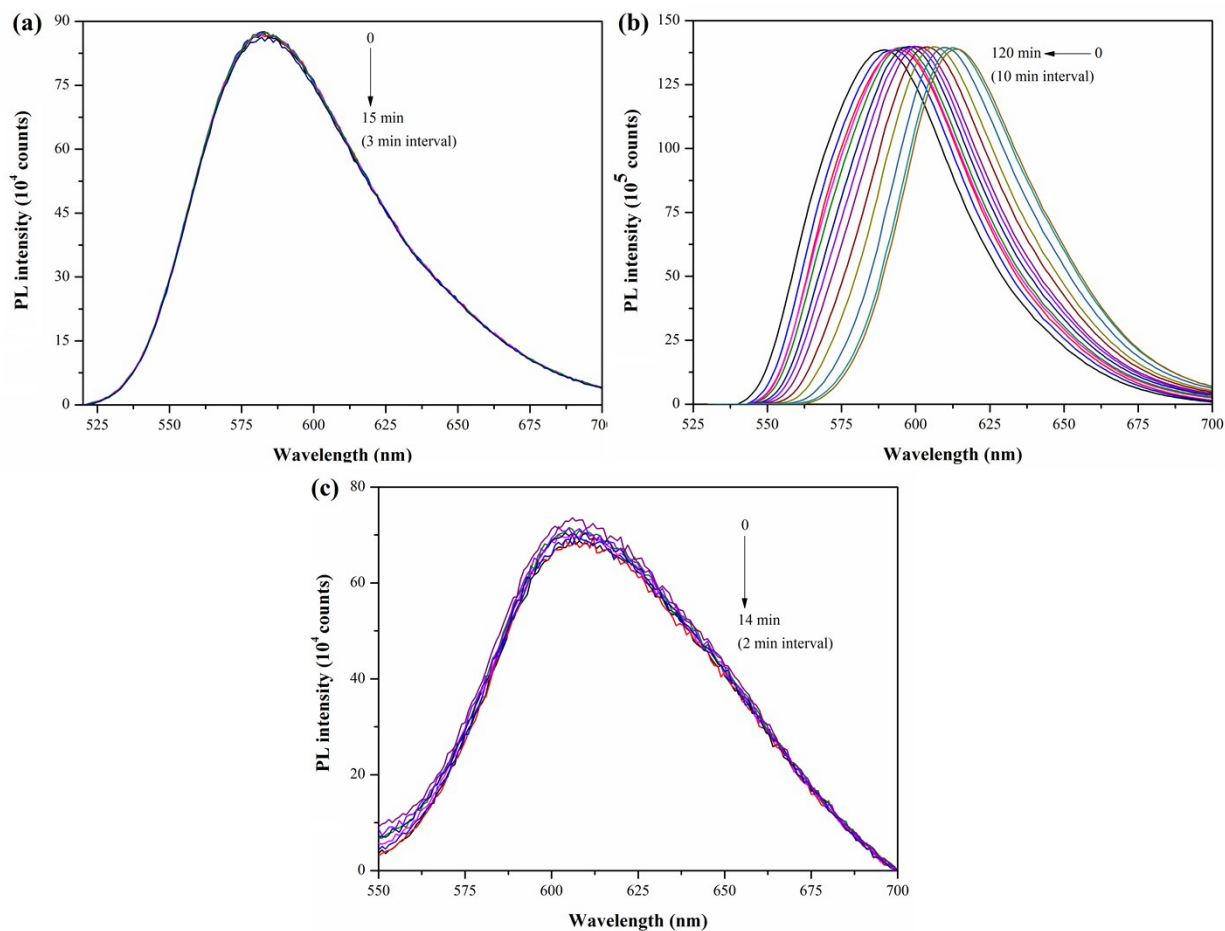 (a)
90
75
60
45
30
15
0
PL intensity (10⁴ counts)
0
15 min
(3 min interval)
525 550 575 600 625 650 675 700
Wavelength (nm)
(b)
150
125
100
75
50
25
0
PL intensity (10⁵ counts)
120 min 0
(10 min interval)
525 550 575 600 625 650 675 700
Wavelength (nm)
(c)
80
60
40
20
0
PL intensity (10⁴ counts)
0
14 min
(2 min interval)
550 575 600 625 650 675 700
Wavelength (nm)